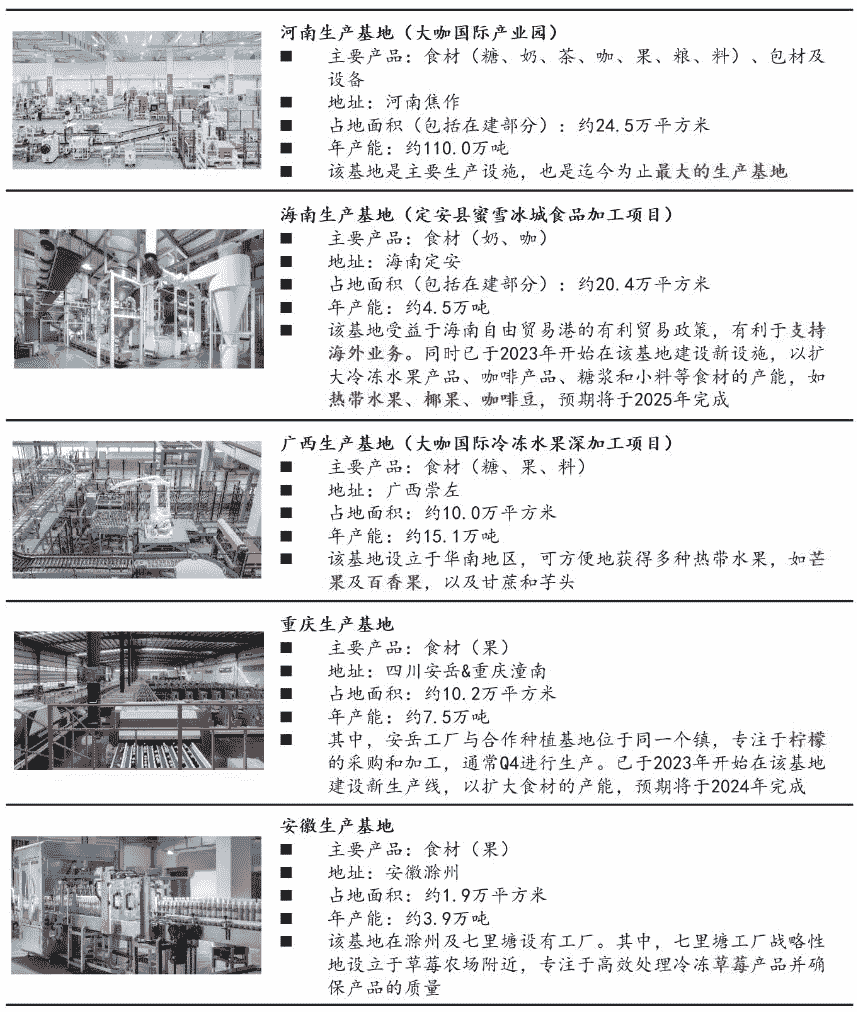 河南生产基地（大咖国际产业园）
■ 主要产品：食材（糖、奶、茶、咖、果、粮、料）、包材及
设备
■ 地址：河南焦作
■ 占地面积（包括在建部分）：约24.5万平方米
■ 年产能：约110.0万吨
■ 该基地是主要生产设施，也是迄今为止最大的生产基地
海南生产基地（定安县蜜雪冰城食品加工项目）
■ 主要产品：食材（奶、咖）
■ 地址：海南定安
■ 占地面积（包括在建部分）：约20.4万平方米
■ 年产能：约4.5万吨
■ 该基地受益于海南自由贸易港的有利贸易政策，有利于支持
海外业务。同时已于2023年开始在该基地建设新设施，以扩
大冷冻水果产品、咖啡产品、糖浆和小料等食材的产能，如
热带水果、椰果、咖啡豆，预期将于2025年完成
广西生产基地（大咖国际冷冻水果深加工项目）
■ 主要产品：食材（糖、果、料）
■ 地址：广西崇左
■ 占地面积：约10.0万平方米
■ 年产能：约15.1万吨
■ 该基地设立于华南地区，可方便地获得多种热带水果，如芒
果及百香果，以及甘蔗和芋头
重庆生产基地
■ 主要产品：食材（果）
■ 地址：四川安岳&重庆潼南
■ 占地面积：约10.2万平方米
■ 年产能：约7.5万吨
■ 其中，安岳工厂与合作种植基地位于同一个镇，专注于柠檬
的采购和加工，通常Q4进行生产。已于2023年开始在该基地
建设新生产线，以扩大食材的产能，预期将于2024年完成
安徽生产基地
■ 主要产品：食材（果）
■ 地址：安徽滁州
■ 占地面积：约1.9万平方米
■ 年产能：约3.9万吨
■ 该基地在滁州及七里塘设有工厂。其中，七里塘工厂战略性
地设立于草莓农场附近，专注于高效处理冷冻草莓产品并确
保产品的质量